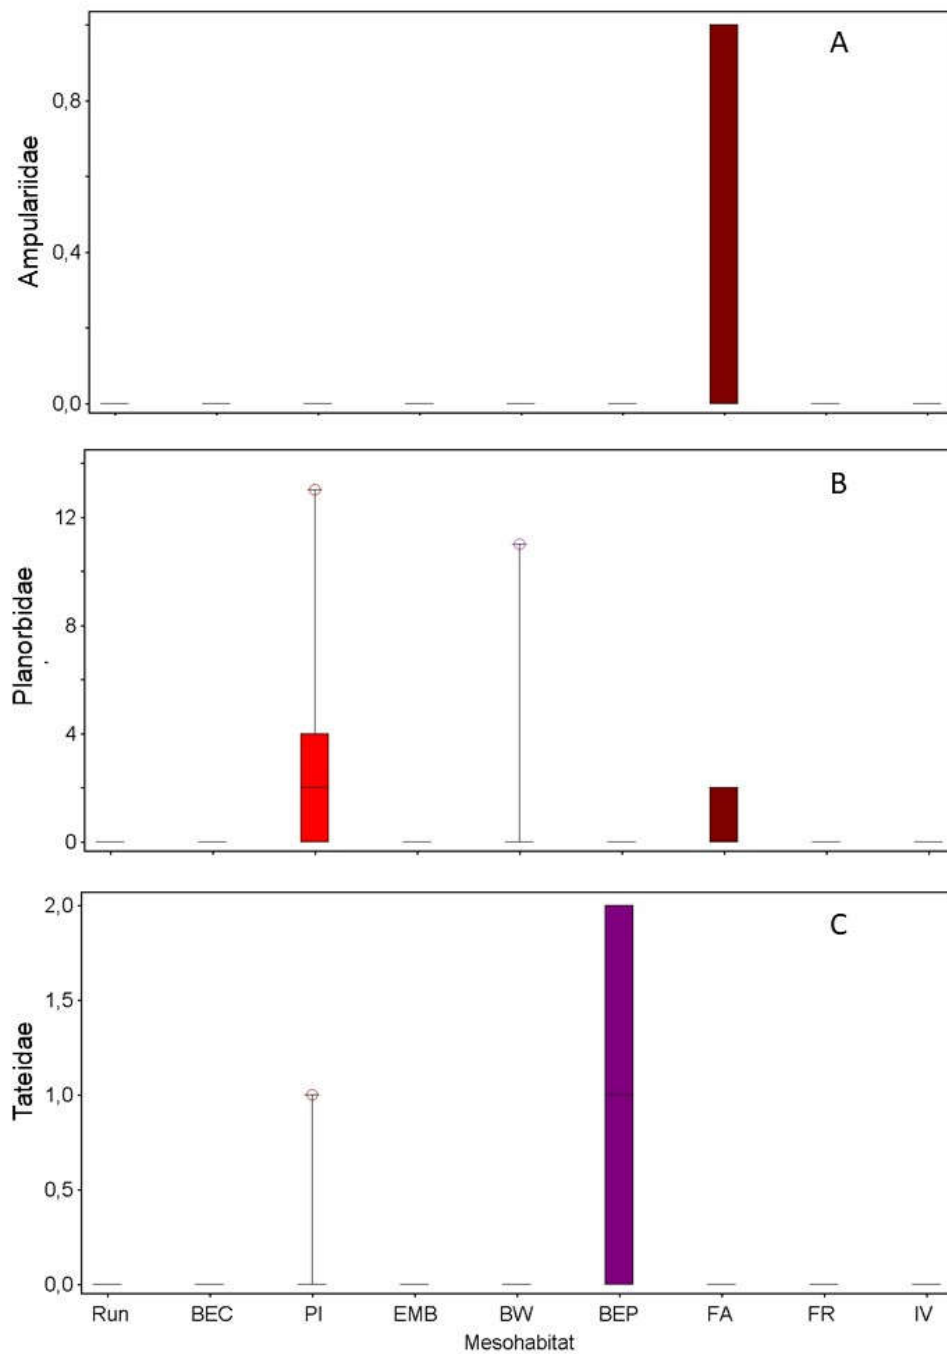 A
Ampulariidae
0,8
0,4
0,0
B
Planorbidae
12
8
4
0
C
Tateidae
2,0
1,5
1,0
0,5
0,0
Run BEC PI EMB BW BEP FA FR IV
Mesohabitat